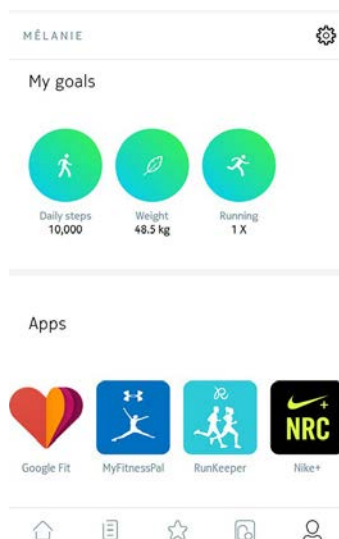 MÉLANIE
My goals
Daily steps
10,000
Weight
48.5 kg
Running
1 X
Apps
NRC
Google Fit
MyFitnessPal
RunKeeper
Nike+